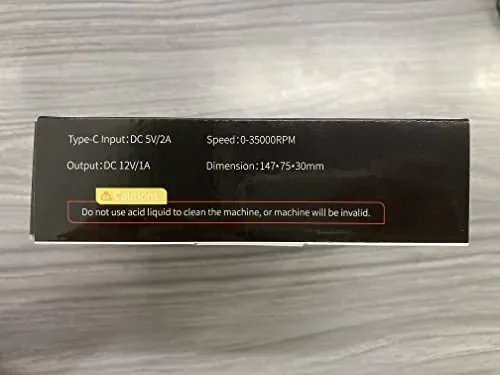 Type-C Input:DC 5V/2A Speed:0-35000RPM
Output:DC 12V/1A Dimension:147*75*30mm
Cautions
Do not use acid liquid to clean the machine, or machine will be invalid.